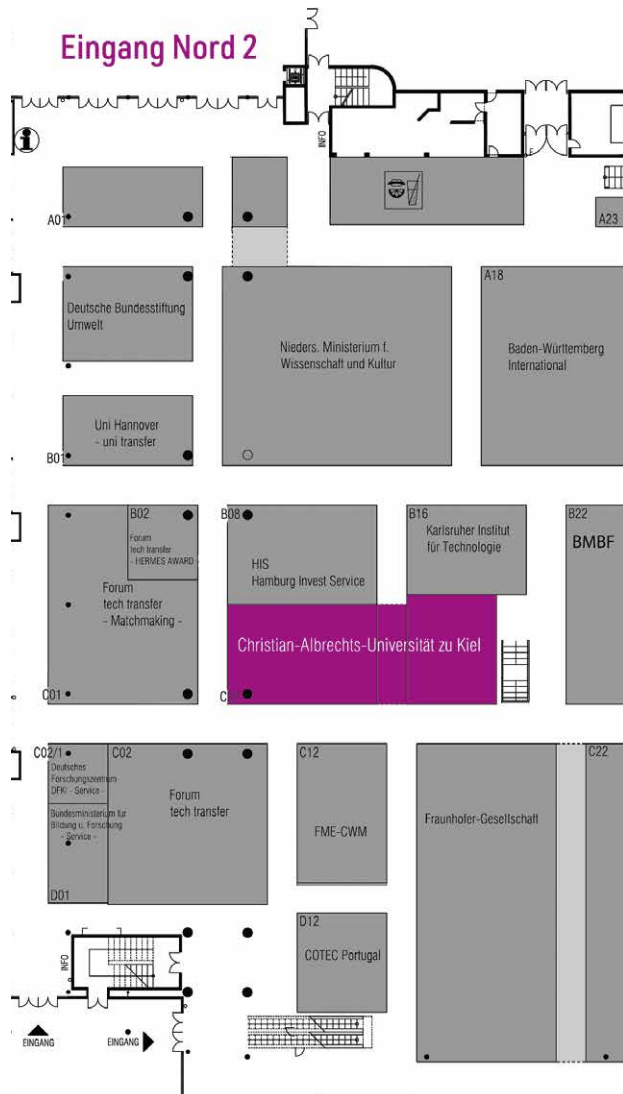 Eingang Nord 2
INFO
A01
A23
Deutsche Bundesstiftung
Umwelt
Nieders. Ministerium f.
Wissenschaft und Kultur
A18
Baden-Württemberg
International
Uni Hannover
- uni transfer
B01
B02
Forum
tech transfer
- HERMES AWARD
Forum
tech transfer
- Matchmaking -
C01
B08
HIS
Hamburg Invest Service
B16
Karlsruher Institut
für Technologie
B22
BMBF
Christian-Albrechts-Universität zu Kiel
C02/1
Deutsches
Forschungszentrum
DFKI - Service -
Bundesministerium für
Bildung u. Forschung
- Service -
D01
C02
Forum
tech transfer
C12
FME-CWM
Fraunhofer-Gesellschaft
C22
D12
COTEC Portugal
INFO
EINGANG
EINGANG